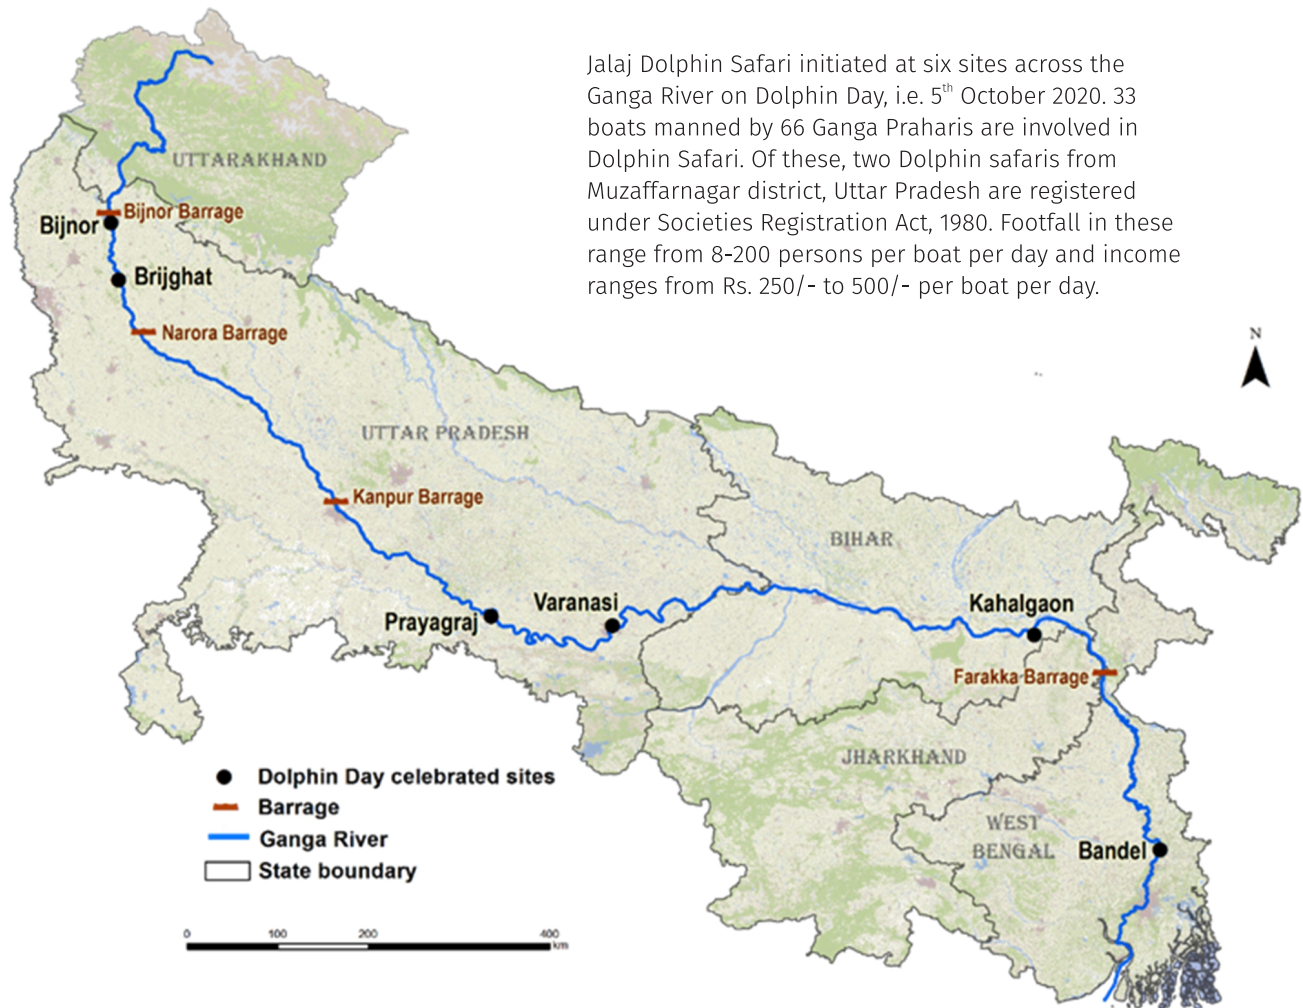 Jalaj Dolphin Safari initiated at six sites across the
Ganga River on Dolphin Day, i.e. 5th October 2020. 33
boats manned by 66 Ganga Praharis are involved in
Dolphin Safari. Of these, two Dolphin safaris from
Muzaffarnagar district, Uttar Pradesh are registered
under Societies Registration Act, 1980. Footfall in these
range from 8-200 persons per boat per day and income
ranges from Rs. 250/- to 500/- per boat per day.
UTTARAKHAND
Bijnor Barrage
Bijnor
Brijghat
Narora Barrage
N
UTTAR PRADESH
Kanpur Barrage
BIHAR
Varanasi
Kahalgaon
Prayagraj
Farakka Barrage
JHARKHAND
WEST
BENGAL
Bandel
Dolphin Day celebrated sites
Barrage
Ganga River
State boundary
0 100 200 400
km